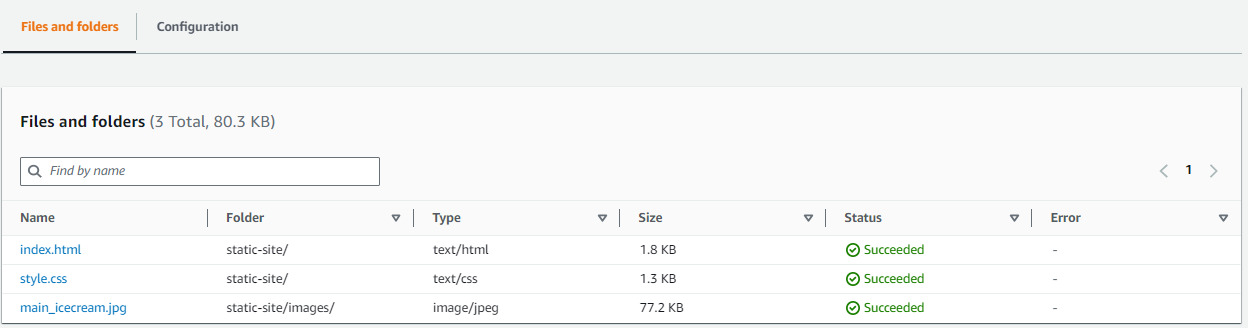 Files and folders Configuration
Files and folders (3 Total, 80.3 KB)
Find by name 1
Name Folder Type Size Status Error
index.html static-site/ text/html 1.8 KB Succeeded -
style.css static-site/ text/css 1.3 KB Succeeded -
main_icecream.jpg static-site/images/ image/jpeg 77.2 KB Succeeded -